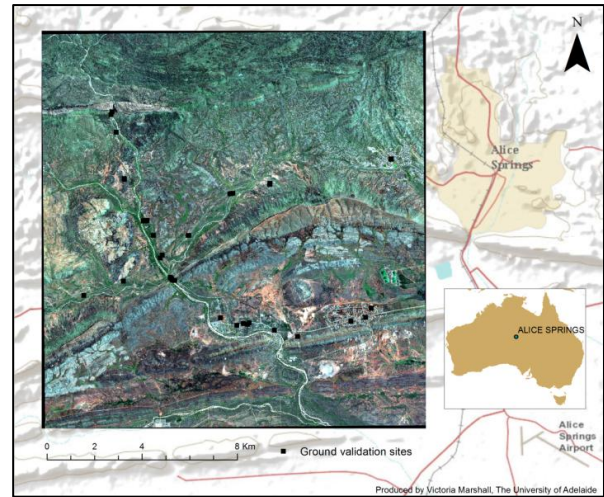 N
Alice
Springs
ALICE SPRINGS
0 2 4 8 Km
Ground validation sites
Alice
Springs
Airport
Produced by Victoria Marshall, The University of Adelaide